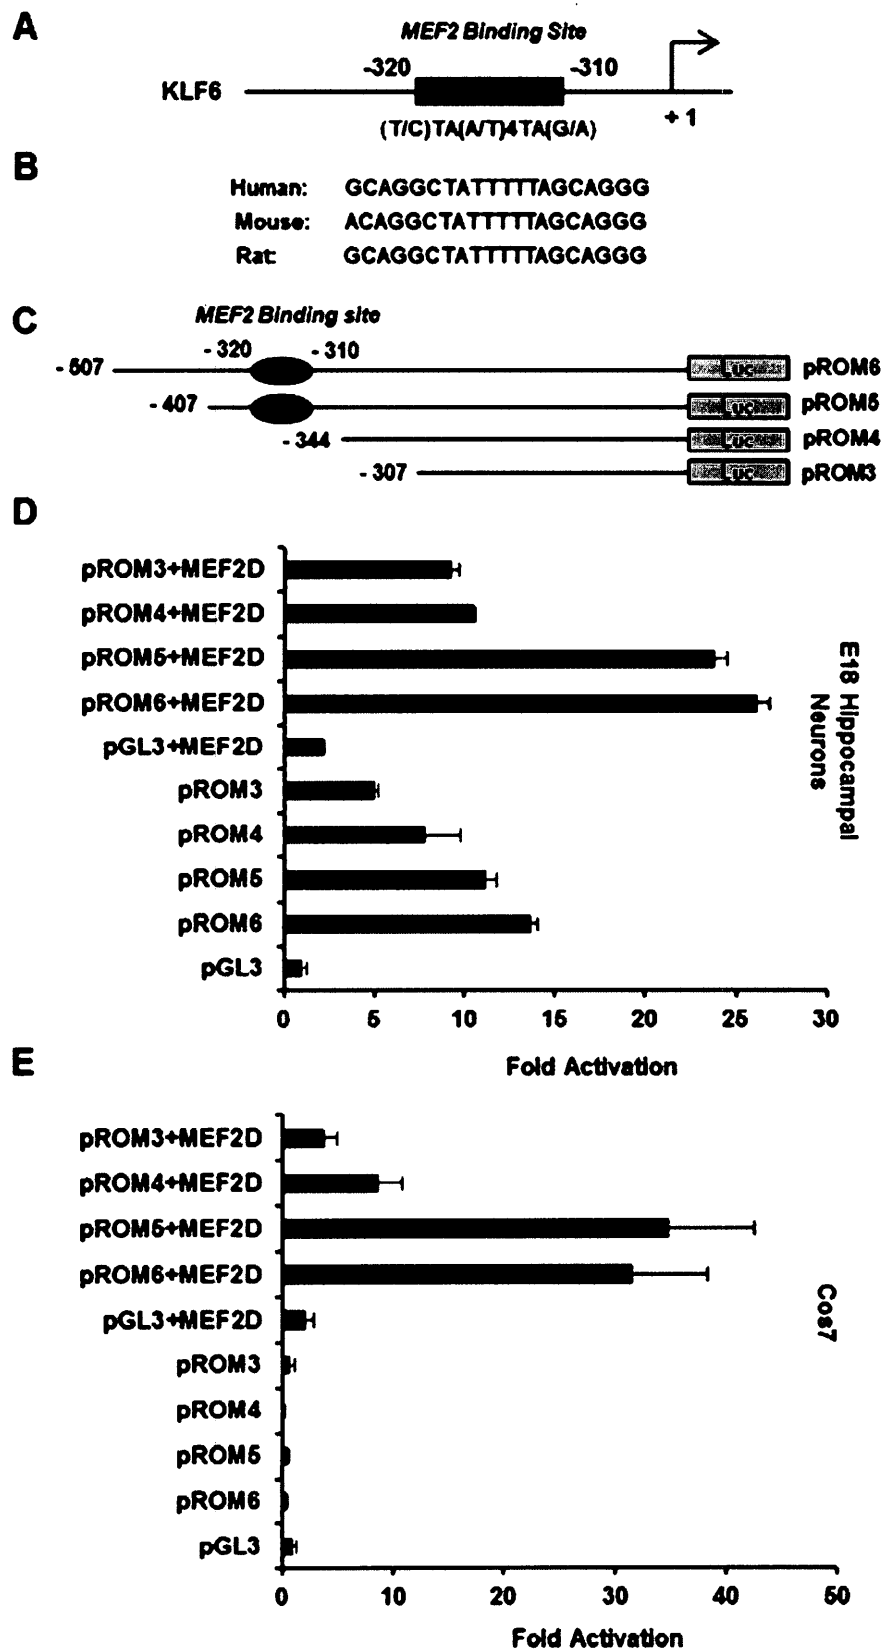 A
MEF2 Binding Site
-320
-310
KLF6
+1
(T/C)TA(A/T)4TA(G/A)
B
Human: GCAGGCTATTTTTAGCAGGG
Mouse: ACAGGCTATTTTTAGCAGGG
Rat: GCAGGCTATTTTTAGCAGGG
C
MEF2 Binding site
- 320
- 310
- 507
Luc
pROM6
- 407
Luc
pROM5
- 344
Luc
pROM4
- 307
Luc
pROM3
D
pROM3+MEF2D
pROM4+MEF2D
pROM5+MEF2D
pROM6+MEF2D
pGL3+MEF2D
pROM3
pROM4
pROM5
pROM6
pGL3
E18 Hippocampal
Neurons
0 5 10 15 20 25 30
Fold Activation
E
pROM3+MEF2D
pROM4+MEF2D
pROM5+MEF2D
pROM6+MEF2D
pGL3+MEF2D
pROM3
pROM4
pROM5
pROM6
pGL3
Cos7
0 10 20 30 40 50
Fold Activation